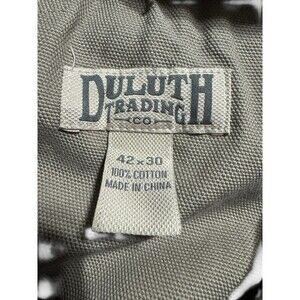 DULUTH
TRADING
CO
42 x 30
100% COTTON
MADE IN CHINA